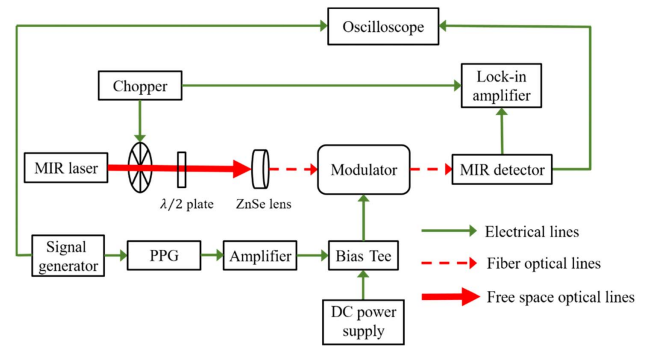 Oscilloscope
Chopper
Lock-in
amplifier
MIR laser
λ/2 plate
ZnSe lens
Modulator
MIR detector
Signal
generator
PPG
Amplifier
Bias Tee
DC power
supply
Electrical lines
Fiber optical lines
Free space optical lines